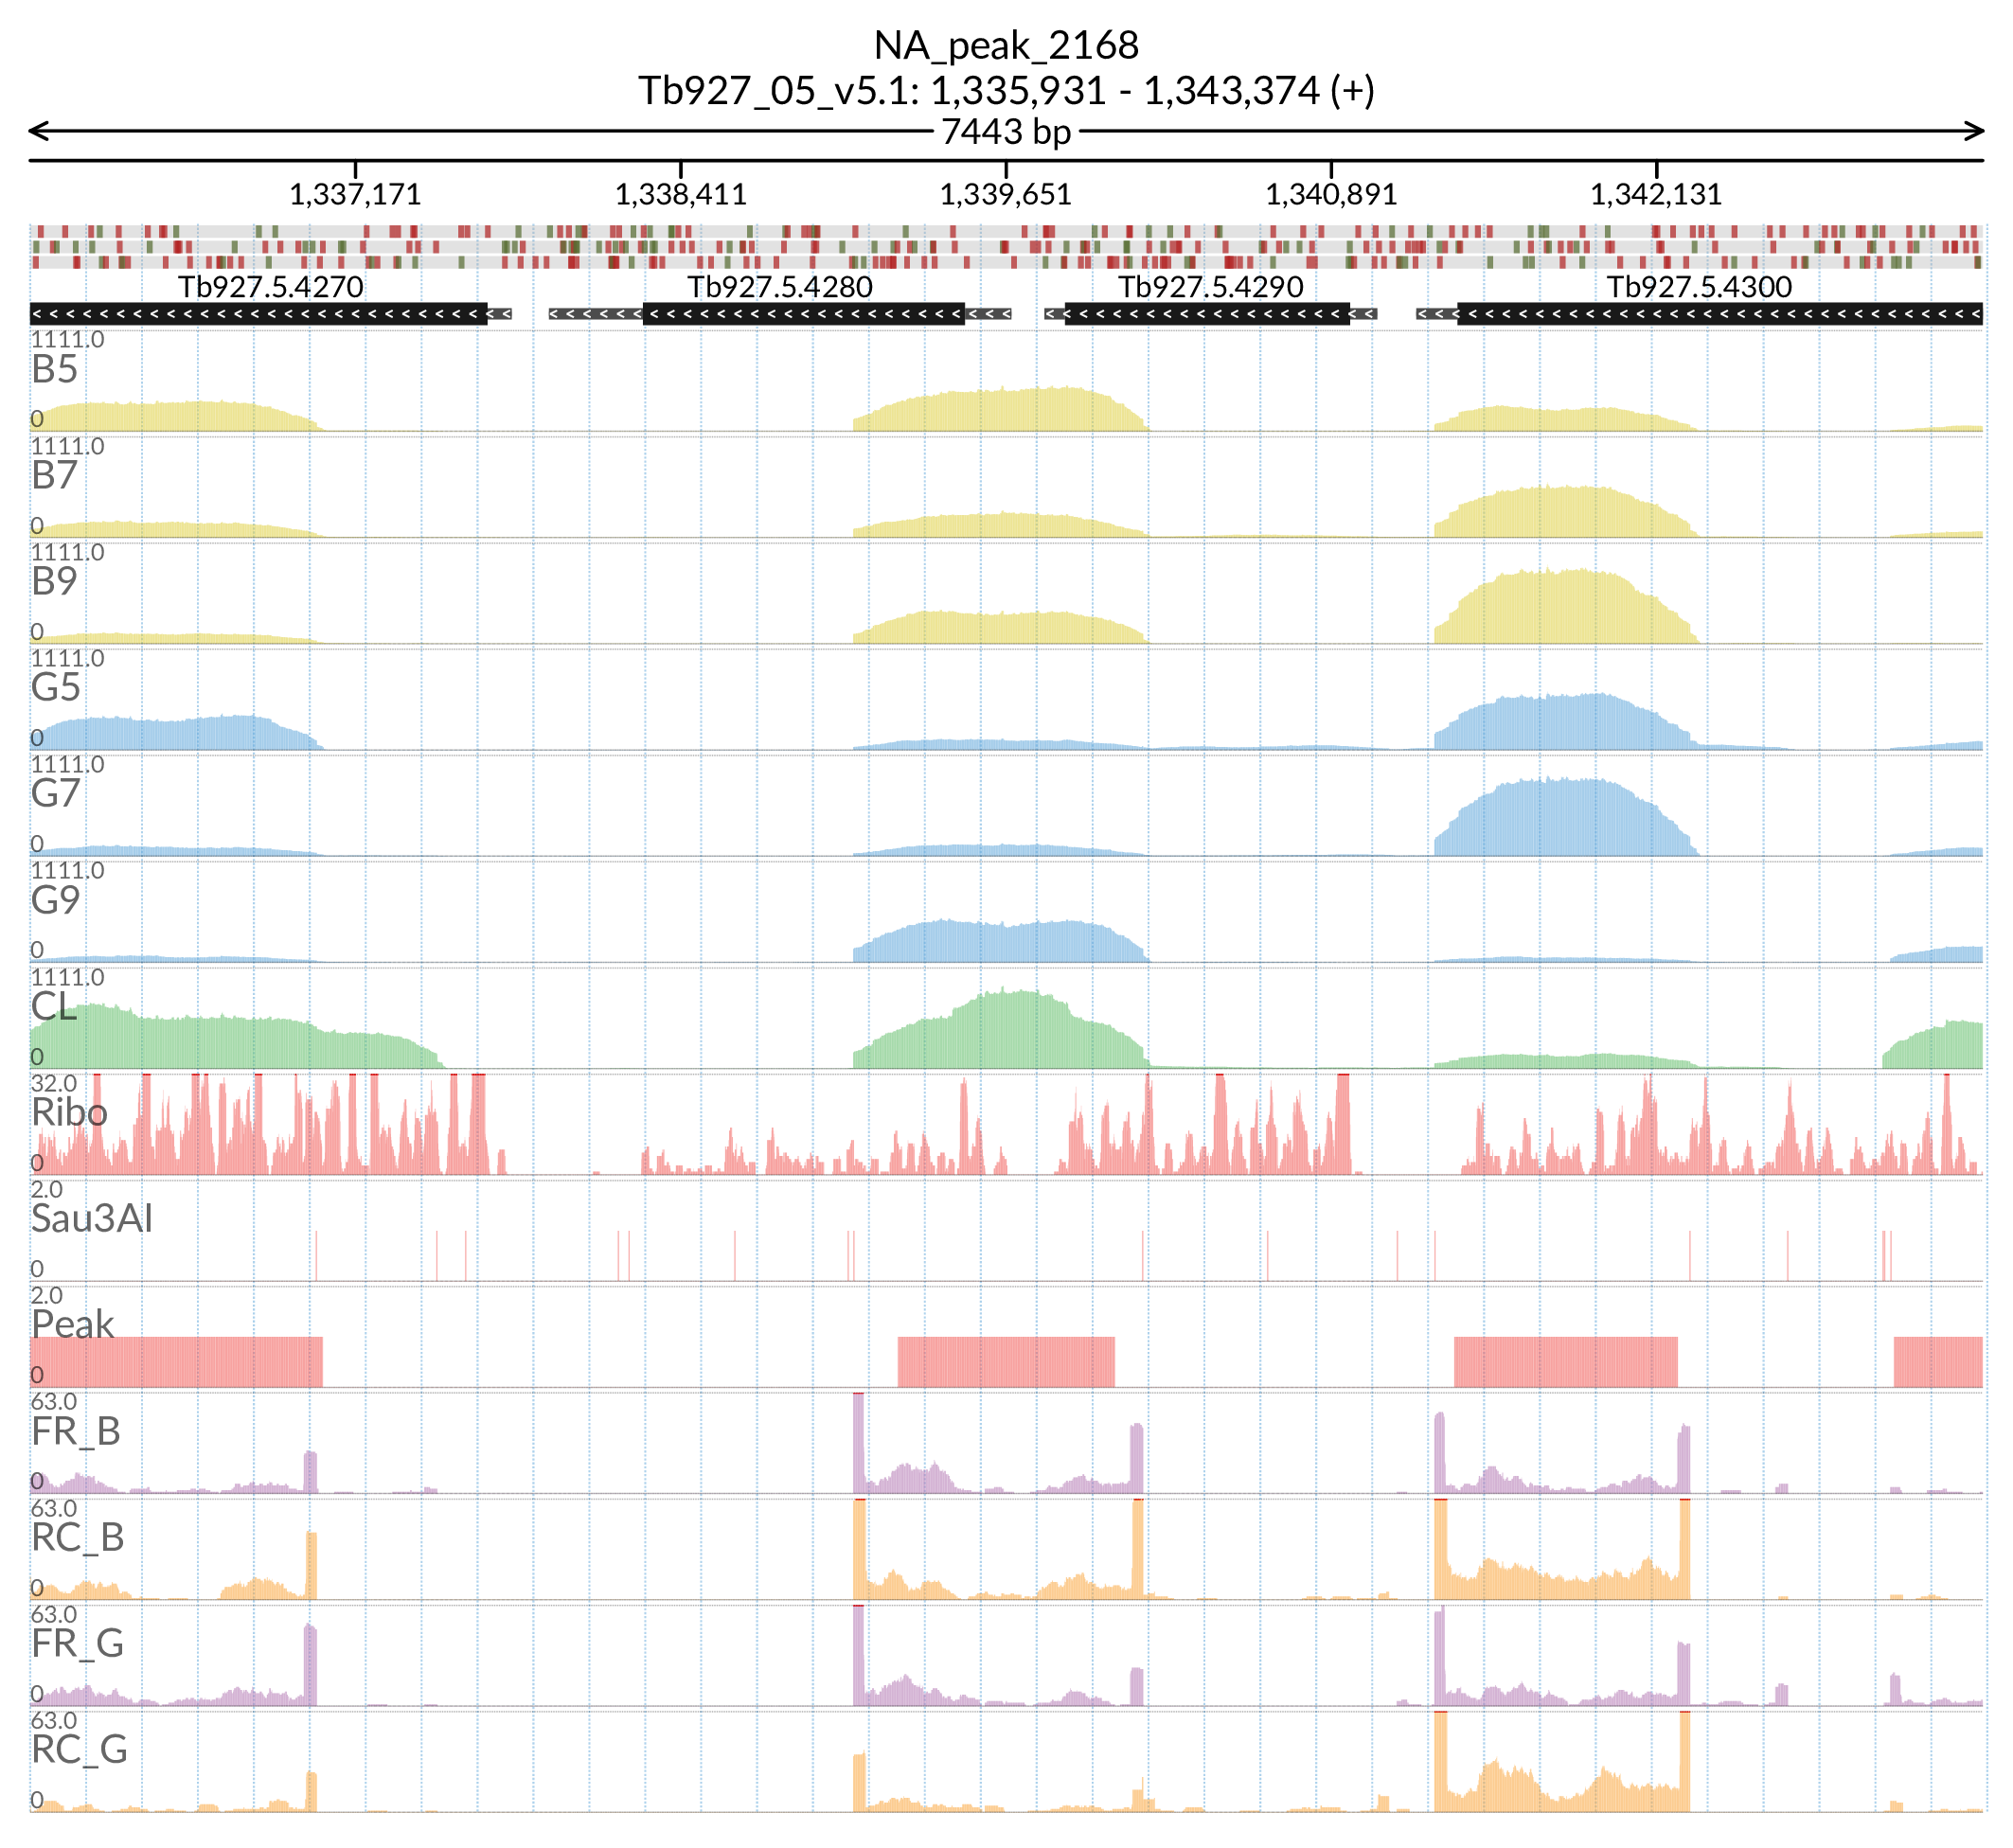 NA_peak_2168
Tb927_05_v5.1: 1,335,931 - 1,343,374 (+)
7443 bp
1,337,171 1,338,411 1,339,651 1,340,891 1,342,131
Tb927.5.4270 Tb927.5.4280 Tb927.5.4290 Tb927.5.4300
1111.0
B5
0
1111.0
B7
0
1111.0
B9
0
1111.0
G5
0
1111.0
G7
0
1111.0
G9
0
1111.0
CL
0
32.0
Ribo
0
2.0
Sau3AI
0
2.0
Peak
0
63.0
FR_B
0
63.0
RC_B
0
63.0
FR_G
0
63.0
RC_G
0